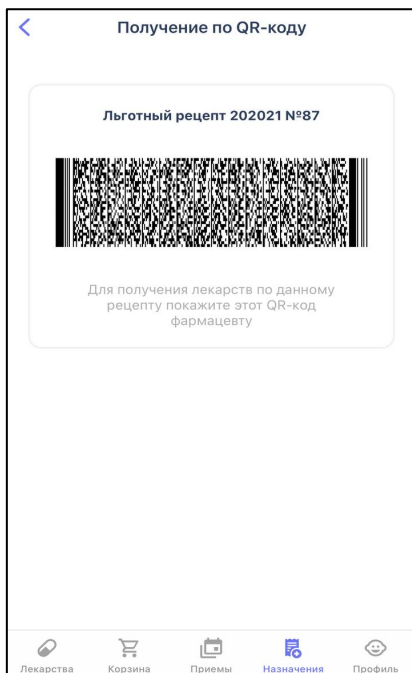 Получение по QR-коду
Льготный рецепт 202021 №87
Для получения лекарств по данному
рецепту покажите этот QR-код
фармацевту
Лекарства Корзина Приемы Назначения Профиль